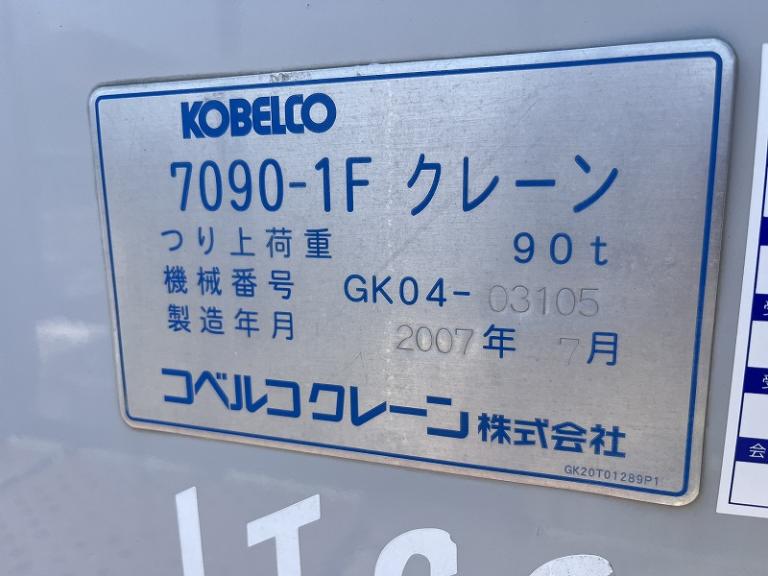 KOBELCO
7090-1F クレーン
つり上荷重 90t
機械番号 GK04-03105
製造年月 2007年 7月
コベルコクレーン株式会社
GK20T01289P1
会